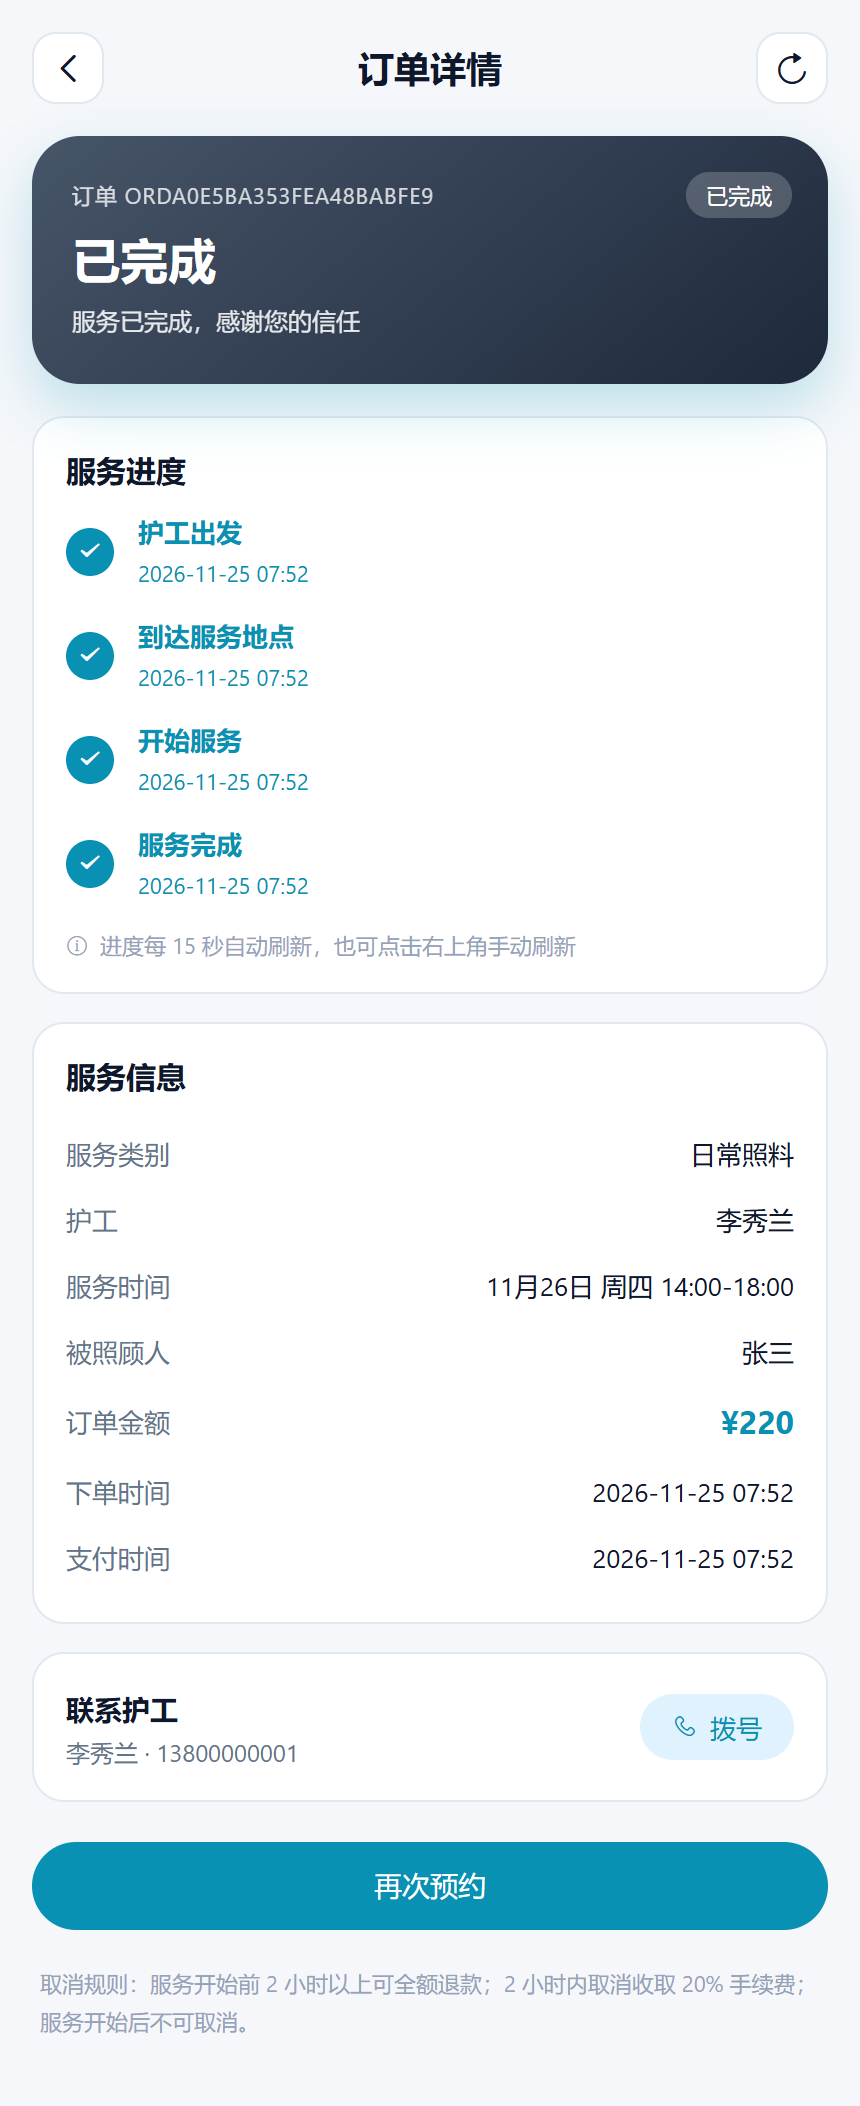 订单详情
订单 ORDA0E5BA353FEA48BABFE9
已完成
已完成
服务已完成，感谢您的信任
服务进度
护工出发
2026-11-25 07:52
到达服务地点
2026-11-25 07:52
开始服务
2026-11-25 07:52
服务完成
2026-11-25 07:52
进度每 15 秒自动刷新，也可点击右上角手动刷新
服务信息
服务类别 日常照料
护工 李秀兰
服务时间 11月26日 周四 14:00-18:00
被照顾人 张三
订单金额 ¥220
下单时间 2026-11-25 07:52
支付时间 2026-11-25 07:52
联系护工
李秀兰 · 13800000001
拨号
再次预约
取消规则：服务开始前 2 小时以上可全额退款；2 小时内取消收取 20% 手续费；
服务开始后不可取消。